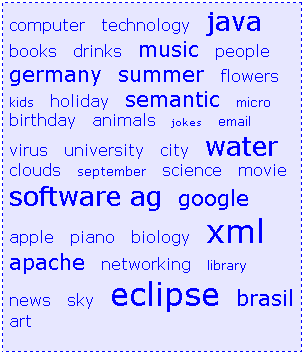 computer technology java
books drinks music people
germany summer flowers
kids holiday semantic micro
birthday animals jokes email
virus university city water
clouds september science movie
software ag google
apple piano biology xml
apache networking library
news sky eclipse brasil
art